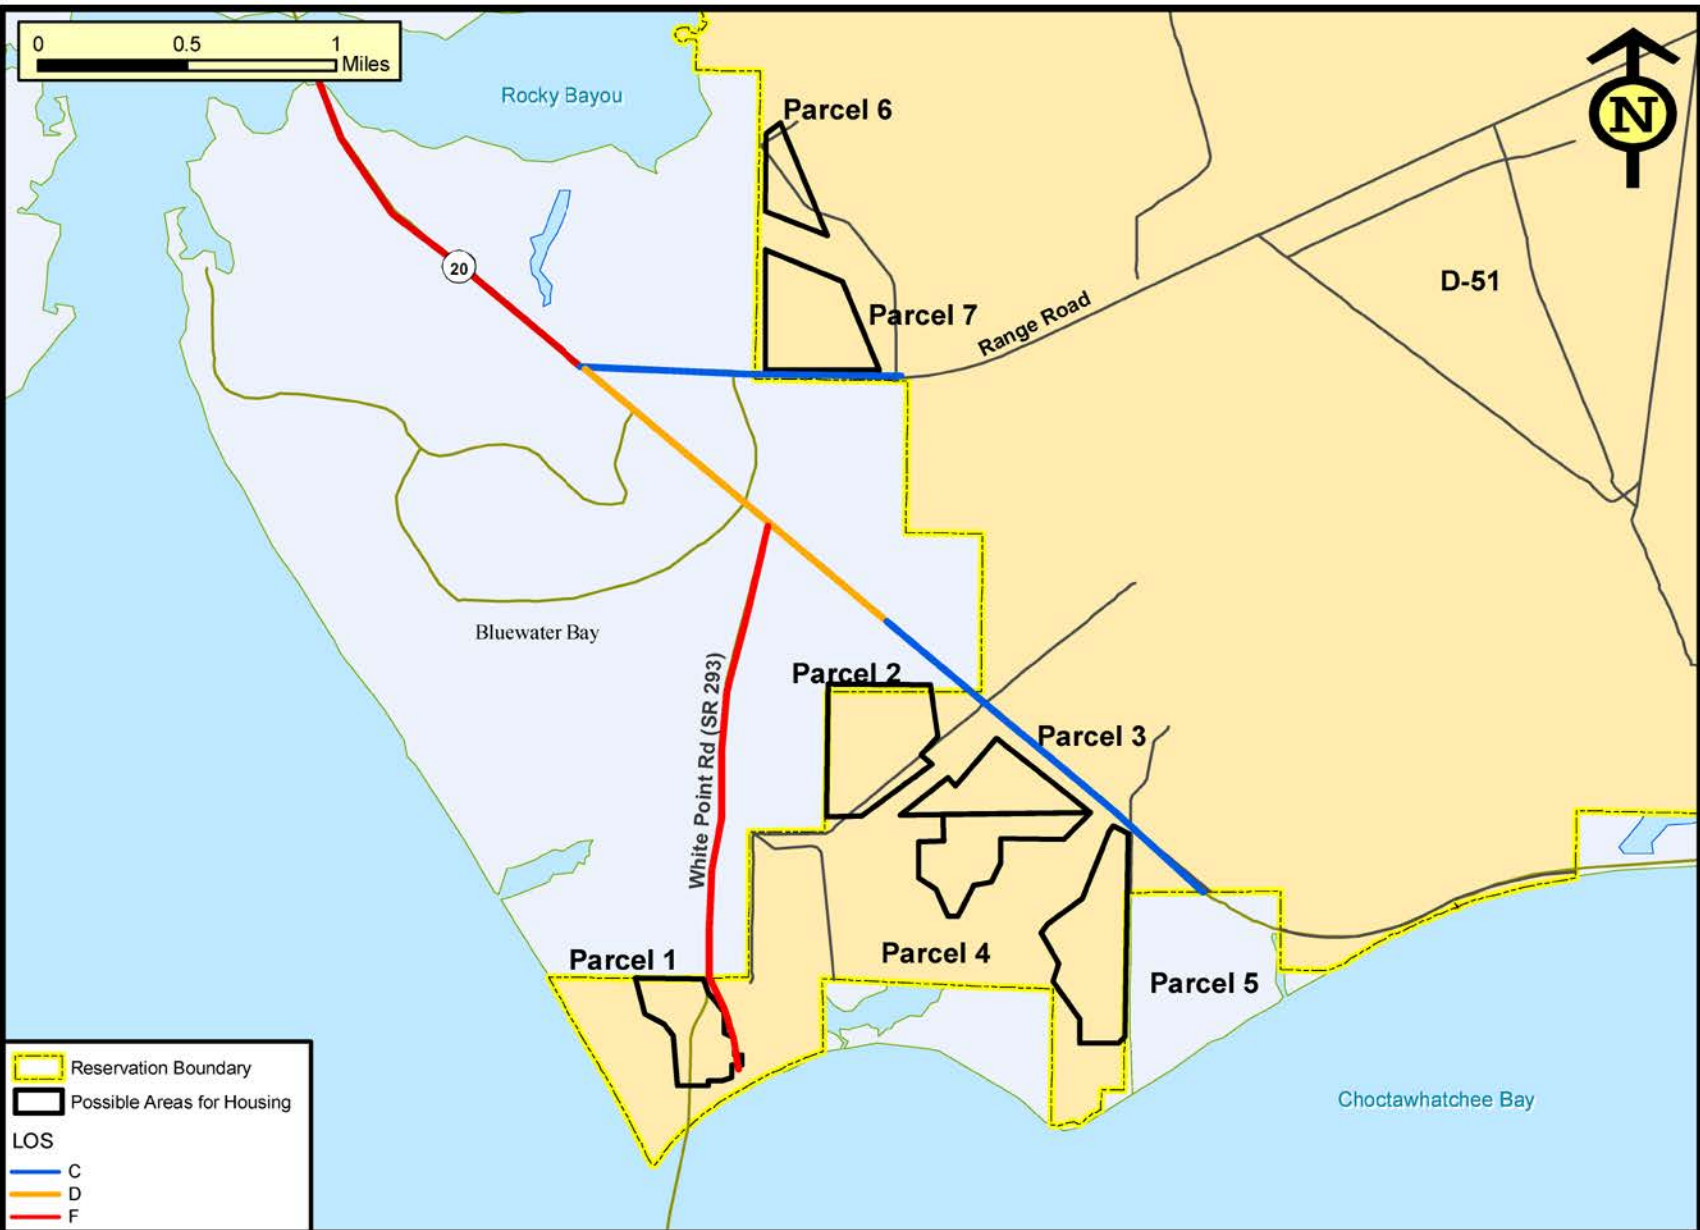 0 0.5 1
Miles
Rocky Bayou
Parcel 6
N
20
D-51
Parcel 7
Range Road
Bluewater Bay
White Point Rd (SR 293)
Parcel 2
Parcel 3
Parcel 1
Parcel 4
Parcel 5
Choctawhatchee Bay
Reservation Boundary
Possible Areas for Housing
LOS
C
D
F